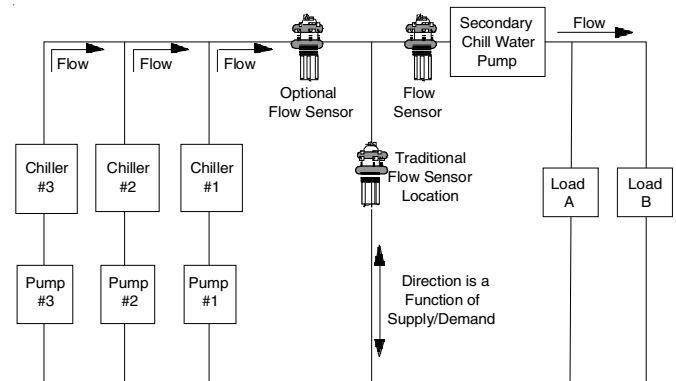 Secondary
Chill Water
Pump
Flow
Flow
Flow
Flow
Optional
Flow Sensor
Flow
Sensor
Chiller
#3
Chiller
#2
Chiller
#1
Traditional
Flow Sensor
Location
Load
A
Load
B
Pump
#3
Pump
#2
Pump
#1
Direction is a
Function of
Supply/Demand